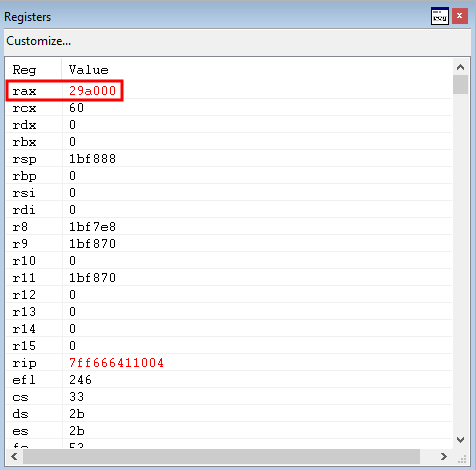 Registers
Customize...
Reg Value
rax 29a000
rcx 60
rdx 0
rbx 0
rsp 1bf888
rbp 0
rsi 0
rdi 0
r8 1bf7e8
r9 1bf870
r10 0
r11 1bf870
r12 0
r13 0
r14 0
r15 0
rip 7ff666411004
efl 246
cs 33
ds 2b
es 2b